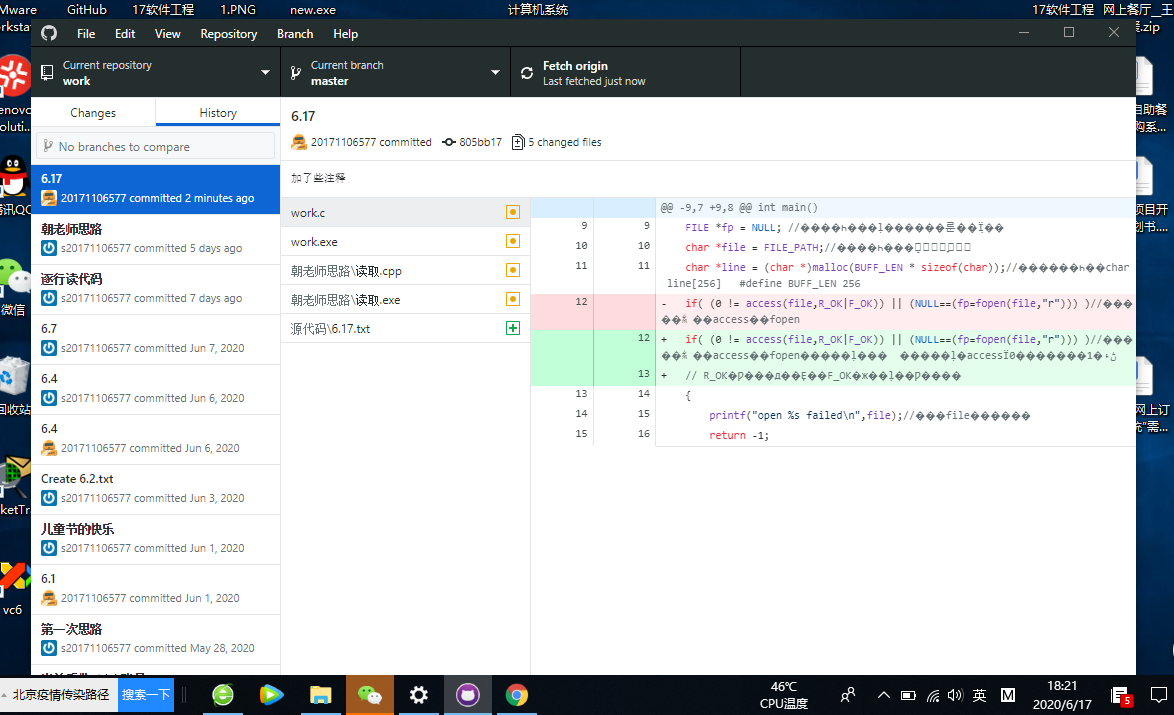 Mware
GitHub
17软件工程
1.PNG
new.exe
计算机系统
17软件工程
网上餐厅__王
rkstat
.zip
File Edit View Repository Branch Help
Current repository
work
Current branch
master
Fetch origin
Last fetched just now
Changes
History
No branches to compare
6.17
20171106577 committed 2 minutes ago
朝老师思路
s20171106577 committed 5 days ago
逐行读代码
s20171106577 committed 7 days ago
6.7
s20171106577 committed Jun 7, 2020
6.4
s20171106577 committed Jun 6, 2020
6.4
20171106577 committed Jun 6, 2020
Create 6.2.txt
s20171106577 committed Jun 3, 2020
儿童节的快乐
s20171106577 committed Jun 1, 2020
6.1
20171106577 committed Jun 1, 2020
第一次思路
s20171106577 committed May 28, 2020
6.17
20171106577 committed 805bb17 5 changed files
加了些注释
work.c
work.exe
朝老师思路\读取.cpp
朝老师思路\读取.exe
源代码\6.17.txt
@@ -9,7 +9,8 @@ int main()
9 9 FILE *fp = NULL; //
10 10 char *file = FILE_PATH;//
11 11 char *line = (char *)malloc(BUFF_LEN * sizeof(char));//char
line[256] #define BUFF_LEN 256
12 - if( (0 != access(file,R_OK|F_OK)) || (NULL==(fp=fopen(file,"r"))) )//
access fopen
12 + if( (0 != access(file,R_OK|F_OK)) || (NULL==(fp=fopen(file,"r"))) )//
access fopen access 0 1
13 + // R_OK F_OK
13 14 {
14 15 printf("open %s failed\n",file);//file
15 16 return -1;
enovo
oluti...
腾讯QQ
微信
回收站
ketTr
vc6
自助餐
购系...
项目开
划书...
网上订
统"需...
北京疫情传染路径
搜索一下
46℃
CPU温度
英
M
18:21
2020/6/17
5